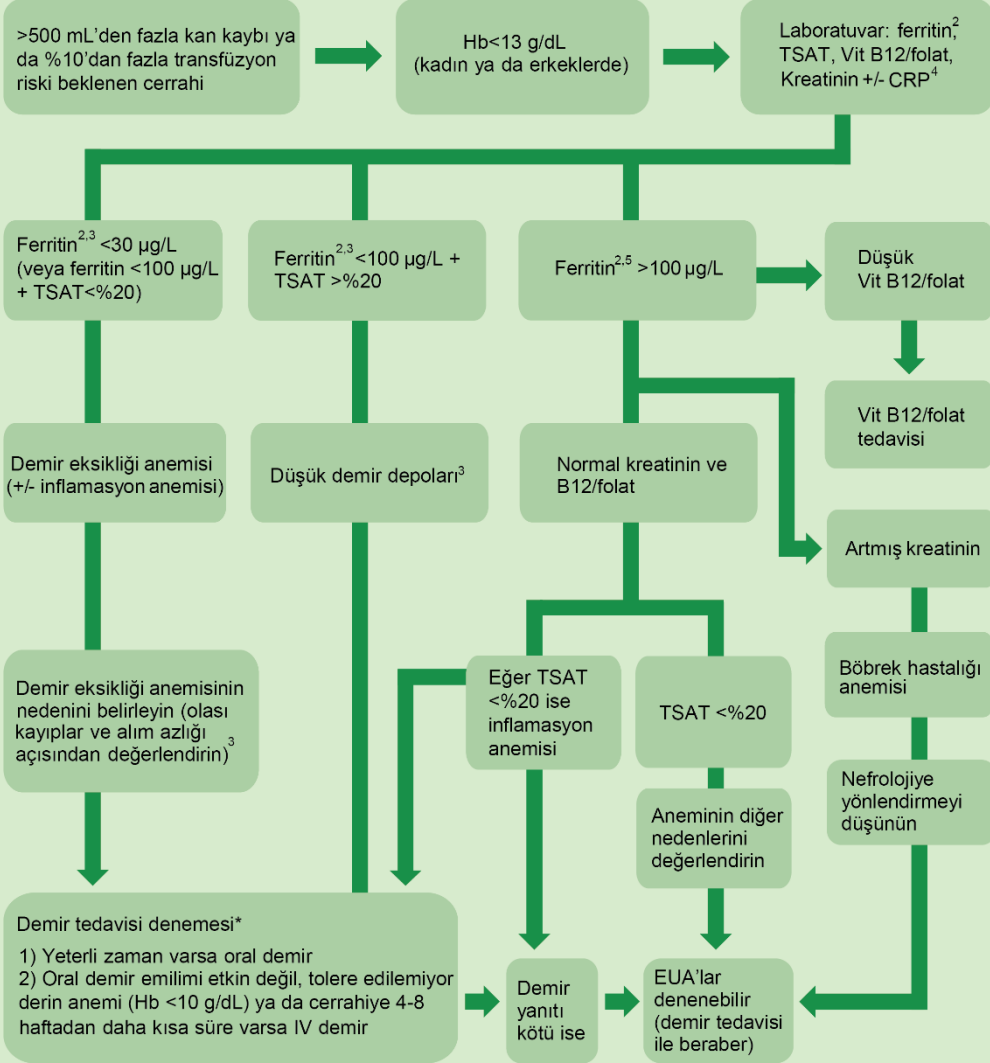 >500 mL’den fazla kan kaybı ya
da %10’dan fazla transfüzyon
riski beklenen cerrahi
Hb<13 g/dL
(kadın ya da erkeklerde)
Laboratuvar: ferritin²,
TSAT, Vit B12/folat,
Kreatinin +/- CRP⁴
Ferritin²,³ <30 µg/L
(veya ferritin <100 µg/L
+ TSAT<%20)
Ferritin²,³ <100 µg/L +
TSAT >%20
Ferritin²,⁵ >100 µg/L
Düşük
Vit B12/folat
Vit B12/folat
tedavisi
Demir eksikliği anemisi
(+/- inflamasyon anemisi)
Düşük demir depoları³
Normal kreatinin ve
B12/folat
Artmış kreatinin
Demir eksikliği anemisinin
nedenini belirleyin (olası
kayıplar ve alım azlığı
açısından değerlendirin)³
Eğer TSAT
<%20 ise
inflamasyon
anemisi
TSAT <%20
Böbrek hastalığı
anemisi
Aneminin diğer
nedenlerini
değerlendirin
Nefrolojiye
yönlendirmeyi
düşünün
Demir tedavisi denemesi*
1) Yeterli zaman varsa oral demir
2) Oral demir emilimi etkin değil, tolere edilemiyor
derin anemi (Hb <10 g/dL) ya da cerrahiye 4-8
haftadan daha kısa süre varsa IV demir
Demir
yanıtı
kötü ise
EUA’lar
denenebilir
(demir tedavisi
ile beraber)